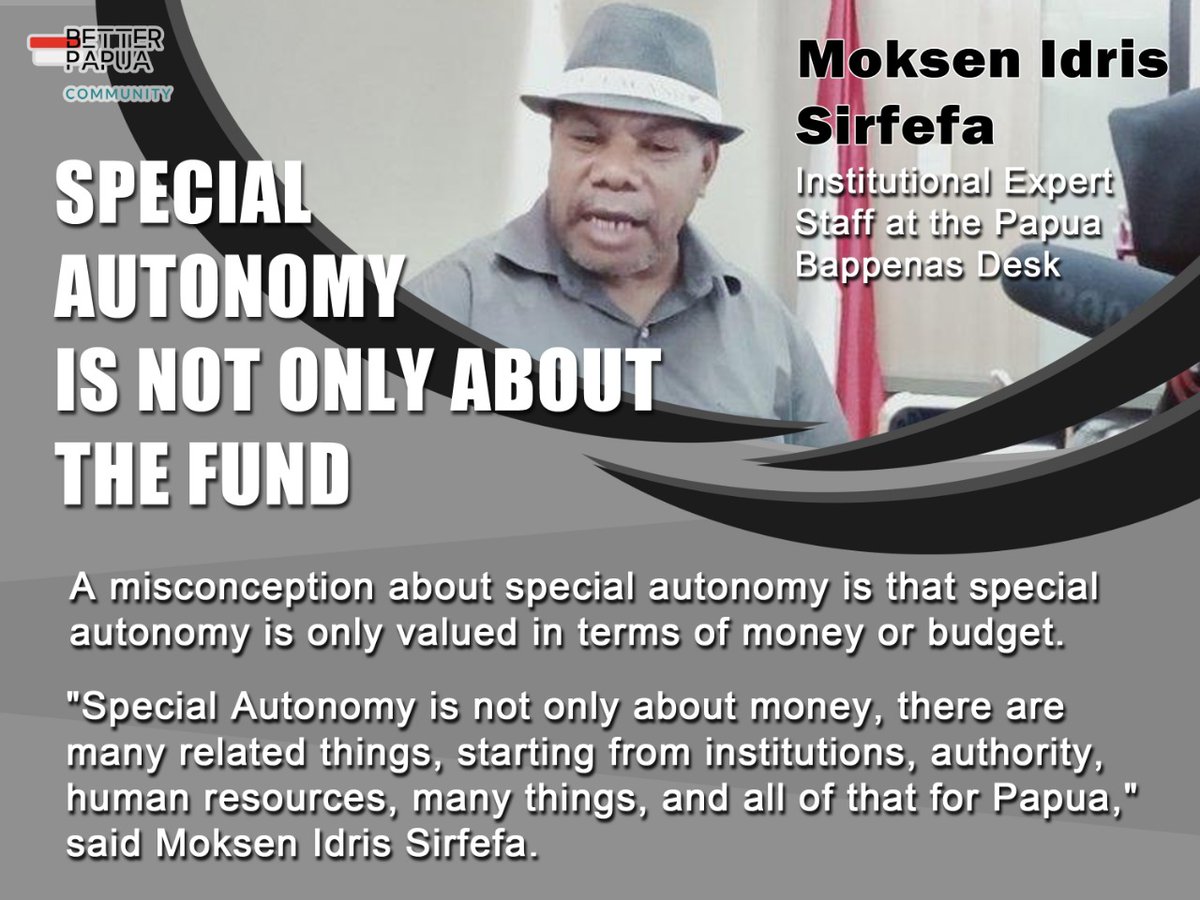 BETTER
PAPUA
COMMUNITY
Moksen Idris
Sirfefa
Institutional Expert
Staff at the Papua
Bappenas Desk
SPECIAL
AUTONOMY
IS NOT ONLY ABOUT
THE FUND
A misconception about special autonomy is that special
autonomy is only valued in terms of money or budget.
"Special Autonomy is not only about money, there are
many related things, starting from institutions, authority,
human resources, many things, and all of that for Papua,"
said Moksen Idris Sirfefa.